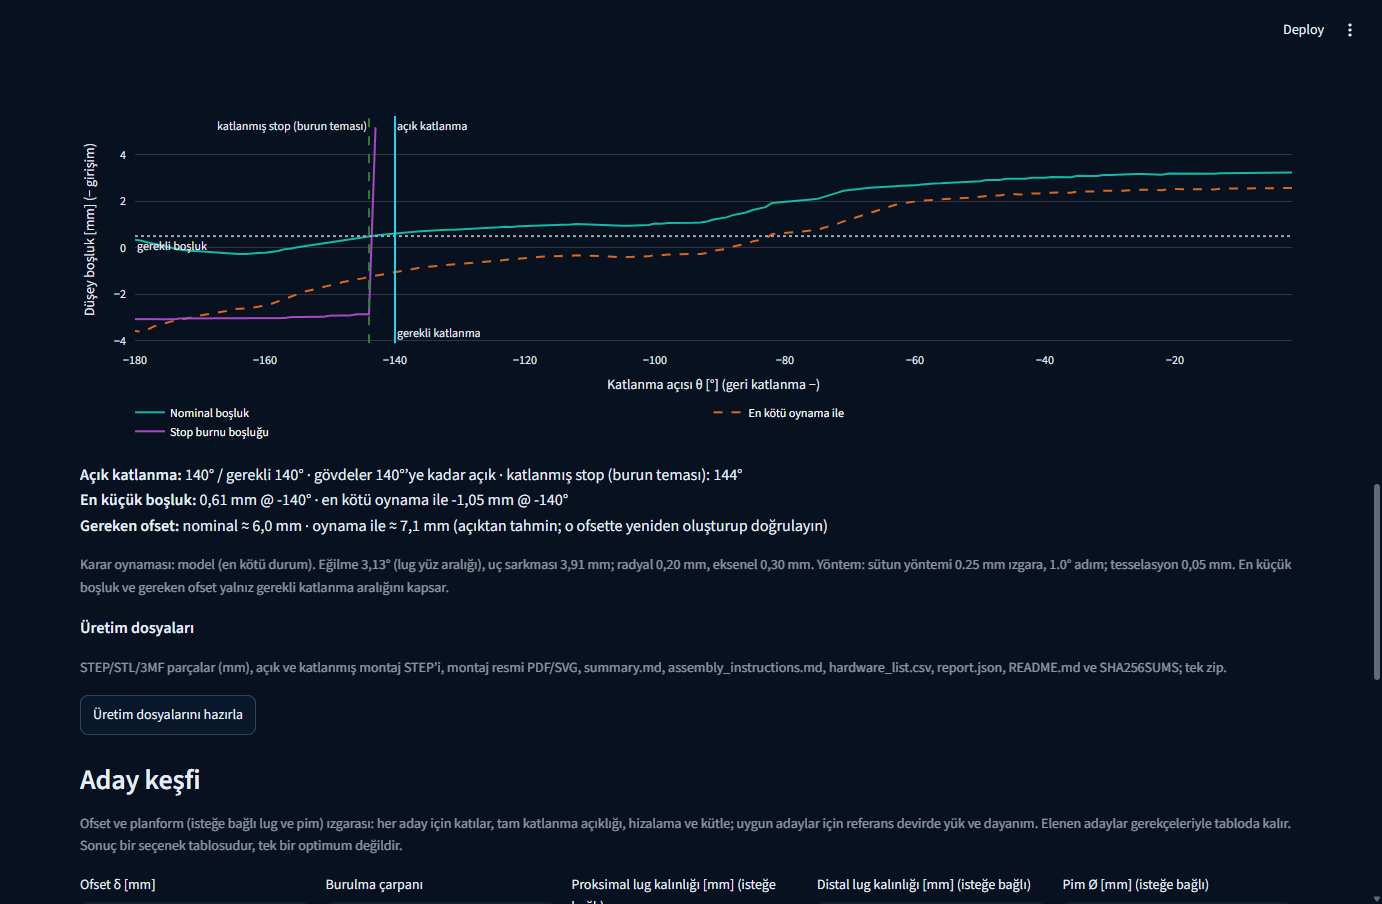 Deploy
katlanmış stop (burun teması)
açık katlanma
4
2
0
−2
−4
Düşey boşluk [mm] (− girişim)
gerekli boşluk
gerekli katlanma
−180
−160
−140
−120
−100
−80
−60
−40
−20
Katlanma açısı θ [°] (geri katlanma −)
Nominal boşluk
En kötü oynama ile
Stop burnu boşluğu
Açık katlanma: 140° / gerekli 140° · gövdeler 140°'ye kadar açık · katlanmış stop (burun teması): 144°
En küçük boşluk: 0,61 mm @ -140° · en kötü oynama ile -1,05 mm @ -140°
Gereken ofset: nominal ≈ 6,0 mm · oynama ile ≈ 7,1 mm (açıktan tahmin; o ofsette yeniden oluşturup doğrulayın)
Karar oynaması: model (en kötü durum). Eğilme 3,13° (lug yüz aralığı), uç sarkması 3,91 mm; radyal 0,20 mm, eksenel 0,30 mm. Yöntem: sütun yöntemi 0.25 mm ızgara, 1.0° adım; tesselasyon 0,05 mm. En küçük
boşluk ve gereken ofset yalnız gerekli katlanma aralığını kapsar.
Üretim dosyaları
STEP/STL/3MF parçalar (mm), açık ve katlanmış montaj STEP'i, montaj resmi PDF/SVG, summary.md, assembly_instructions.md, hardware_list.csv, report.json, README.md ve SHA256SUMS; tek zip.
Üretim dosyalarını hazırla
Aday keşfi
Ofset ve planform (isteğe bağlı lug ve pim) ızgarası: her aday için katılar, tam katlanma açıklığı, hizalama ve kütle; uygun adaylar için referans devirde yük ve dayanım. Elenen adaylar gerekçeleriyle tabloda kalır.
Sonuç bir seçenek tablosudur, tek bir optimum değildir.
Ofset δ [mm]
Burulma çarpanı
Proksimal lug kalınlığı [mm] (isteğe
Distal lug kalınlığı [mm] (isteğe bağlı)
Pim Ø [mm] (isteğe bağlı)